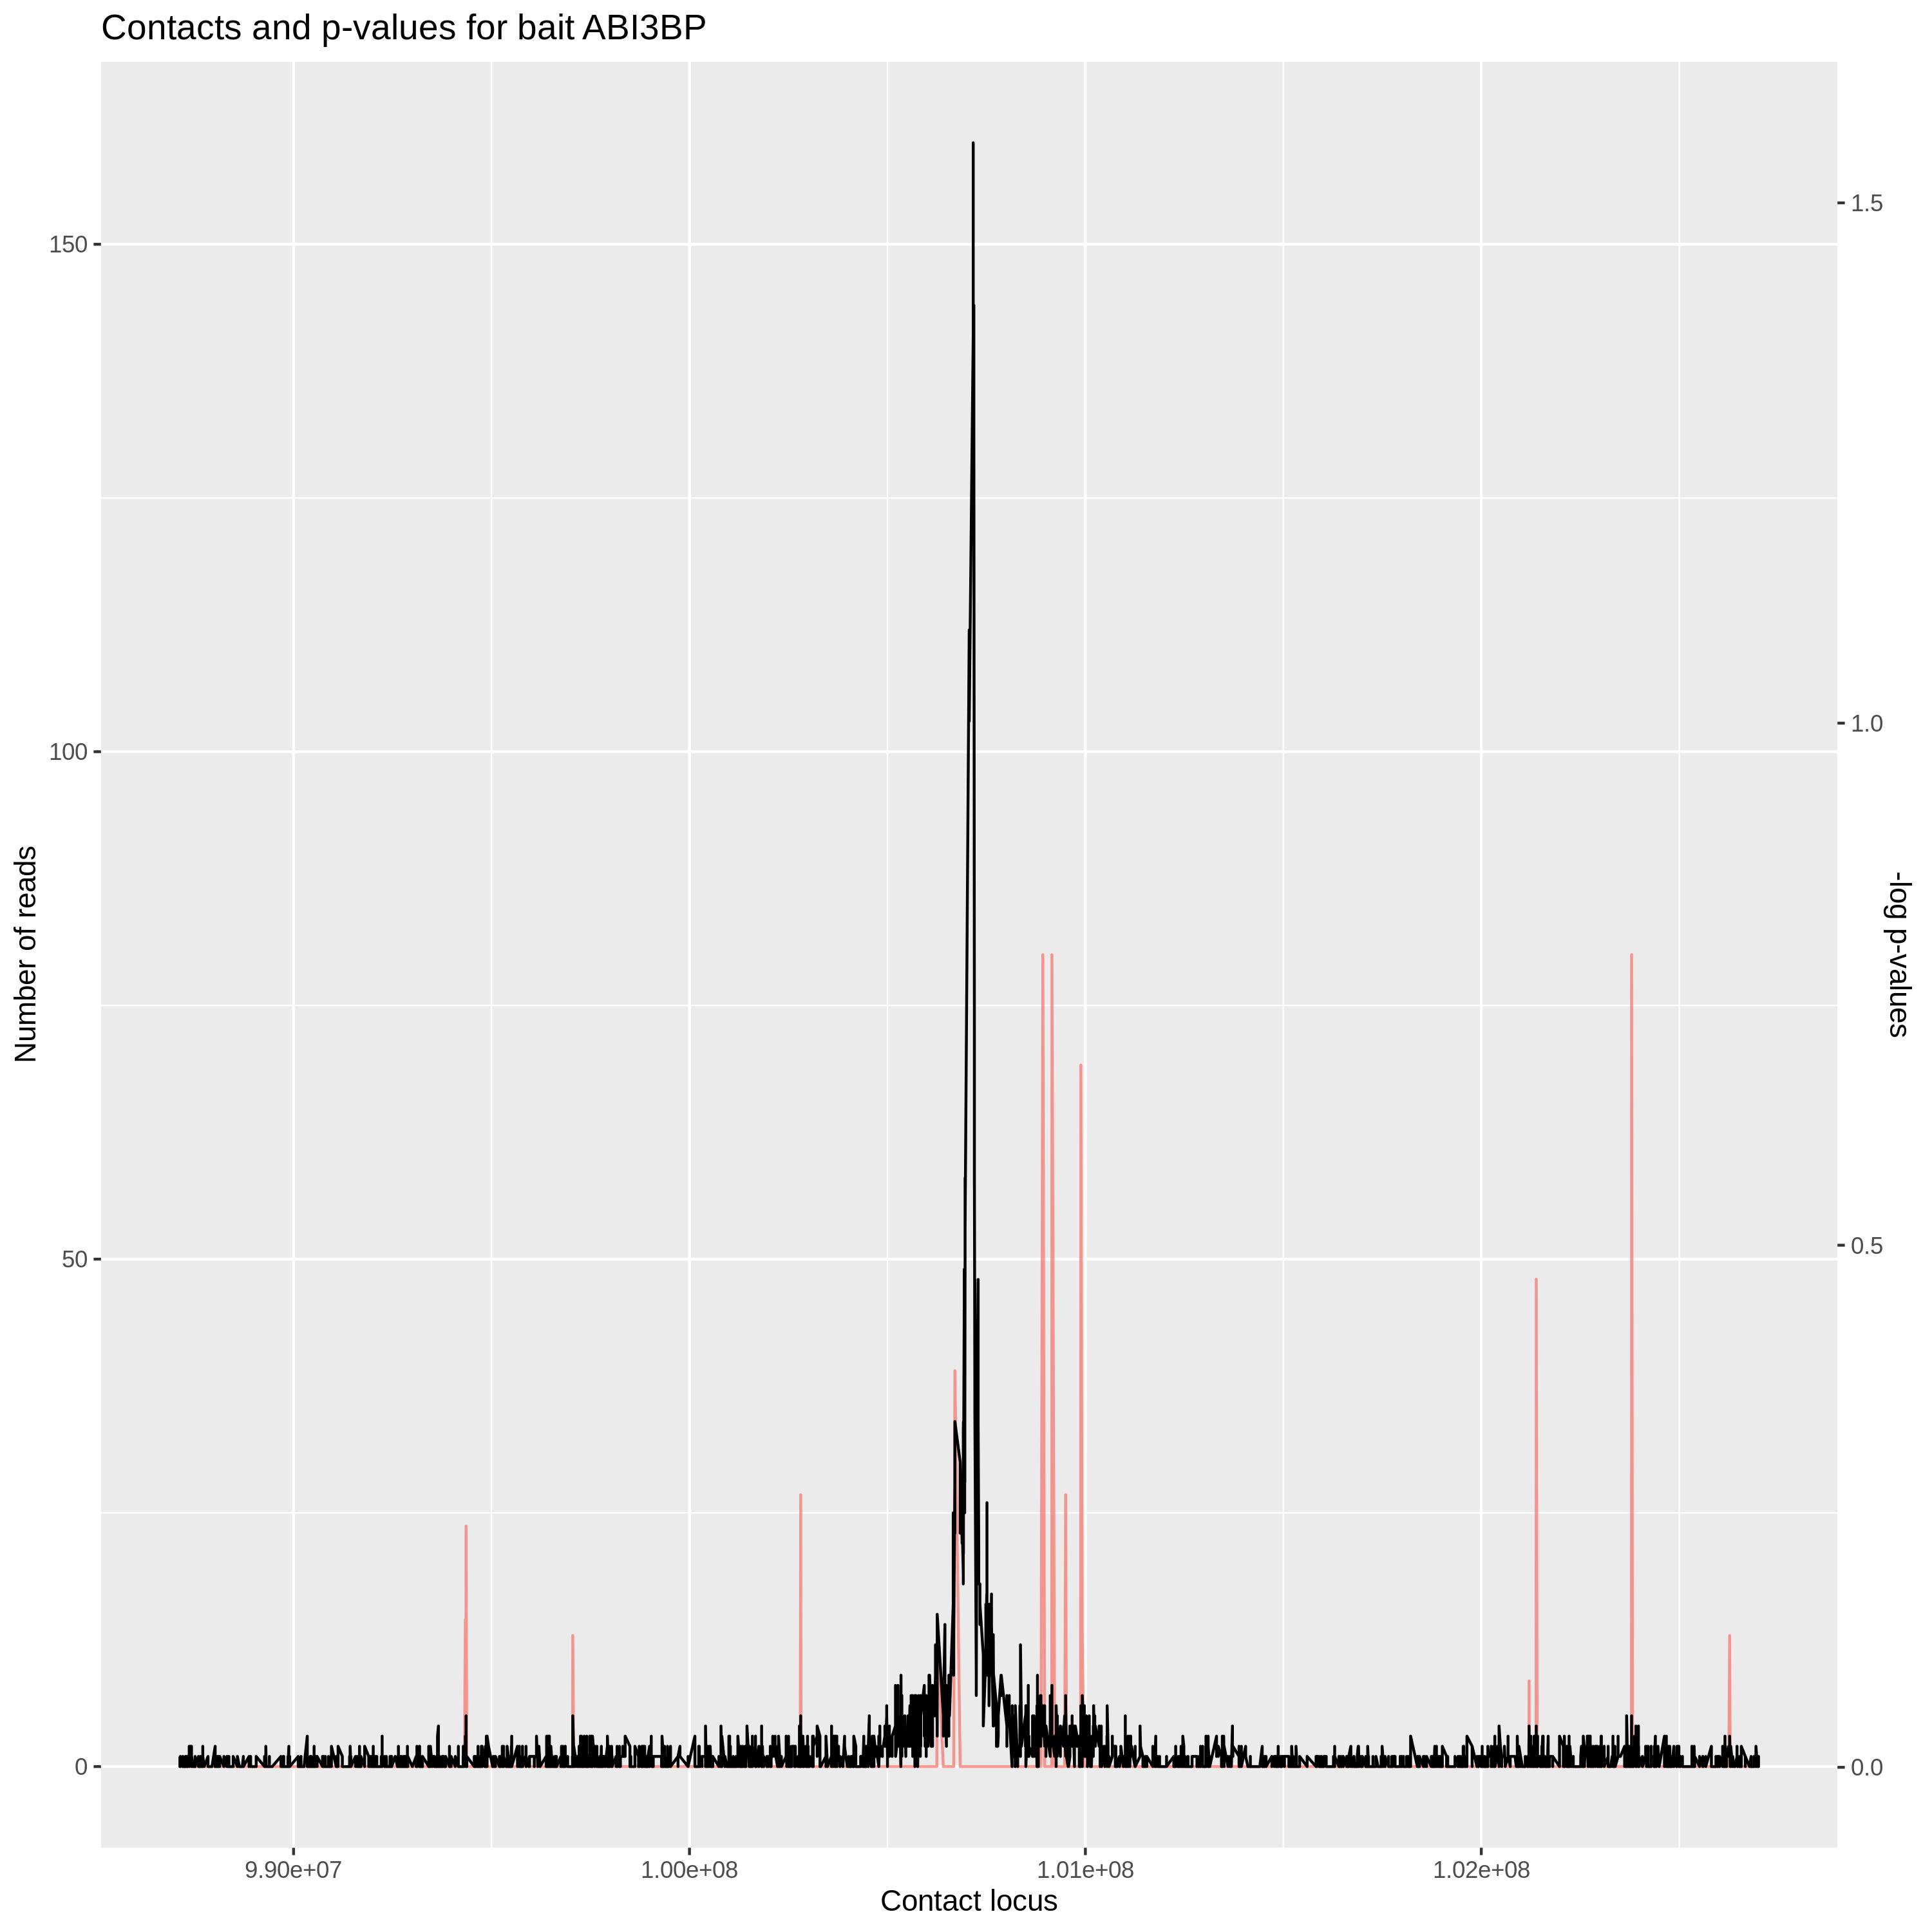 Contacts and p-values for bait ABI3BP
150
100
50
0
1.5
1.0
0.5
0.0
Number of reads
-log p-values
9.90e+07
1.00e+08
1.01e+08
1.02e+08
Contact locus